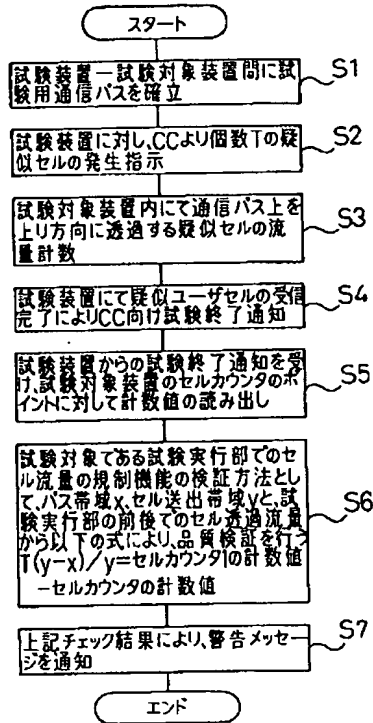 スタート
試験装置-試験対象装置間に試
験用通信パスを確立
S1
試験装置に対し、CCより個数Tの疑
似セルの発生指示
S2
試験対象装置内にて通信パス上を
上り方向に透過する疑似セルの流
量計数
S3
試験装置にて疑似ユーザセルの受信
完了によりCC向け試験終了通知
S4
試験装置からの試験終了通知を受
け、試験対象装置のセルカウンタのポ
イントに対して計数値の読み出し
S5
試験対象である試験実行部でのセ
ル流量の規制機能の検証方法とし
て、パス帯域x、セル送出帯域yと、試
験実行部の前後でのセル透過流量
から以下の式により、品質検証を行う
T(y-x)/y=セルカウンタ1の計数値
-セルカウンタの計数値
S6
上記チェック結果により、警告メッセー
ジを通知
S7
エンド